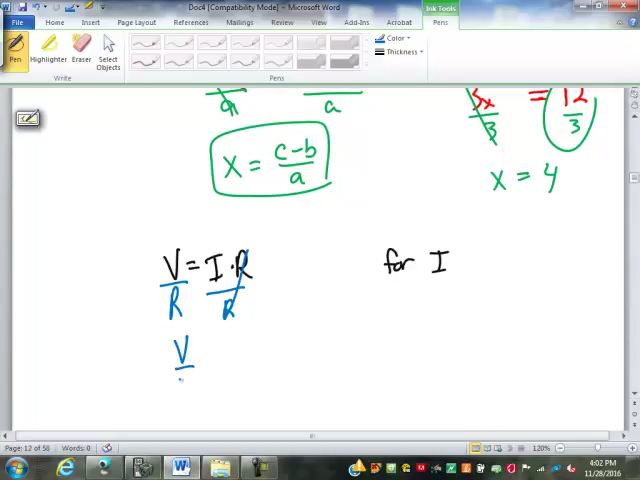 Doc4 [Compatibility Mode] - Microsoft Word
Ink Tools
File Home Insert Page Layout References Mailings Review View Add-Ins Acrobat Pens
Pen Highlighter Eraser Select Objects
Color
Thickness
Write Pens
a a
3x = 12
3 3
x = c-b
a
x = 4
V = I · R for I
R R
V
Page: 12 of 58 Words: 0 120%
4:02 PM
11/28/2016